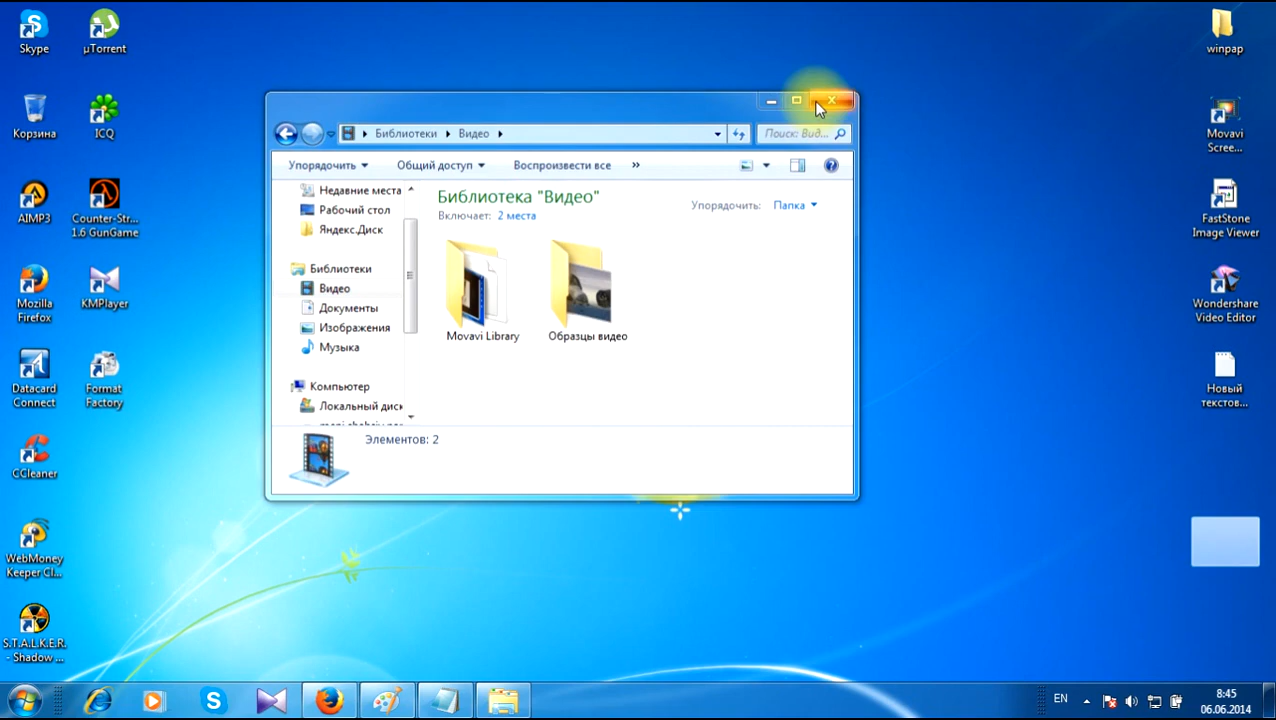 Skype
µTorrent
Корзина
ICQ
AIMP3
Counter-Str...
1.6 GunGame
Mozilla
Firefox
KMPlayer
Datacard
Connect
Format
Factory
CCleaner
WebMoney
Keeper Cl...
S.T.A.L.K.E.R.
- Shadow ...
Библиотеки
Видео
Поиск: Вид...
Упорядочить
Общий доступ
Воспроизвести все
»
Недавние места
Рабочий стол
Яндекс.Диск
Библиотеки
Видео
Документы
Изображения
Музыка
Компьютер
Локальный диск
Библиотека "Видео"
Включает: 2 места
Упорядочить: Папка
Movavi Library
Образцы видео
Элементов: 2
winpap
Movavi
Scree...
FastStone
Image Viewer
Wondershare
Video Editor
Новый
текстов...
EN
8:45
06.06.2014